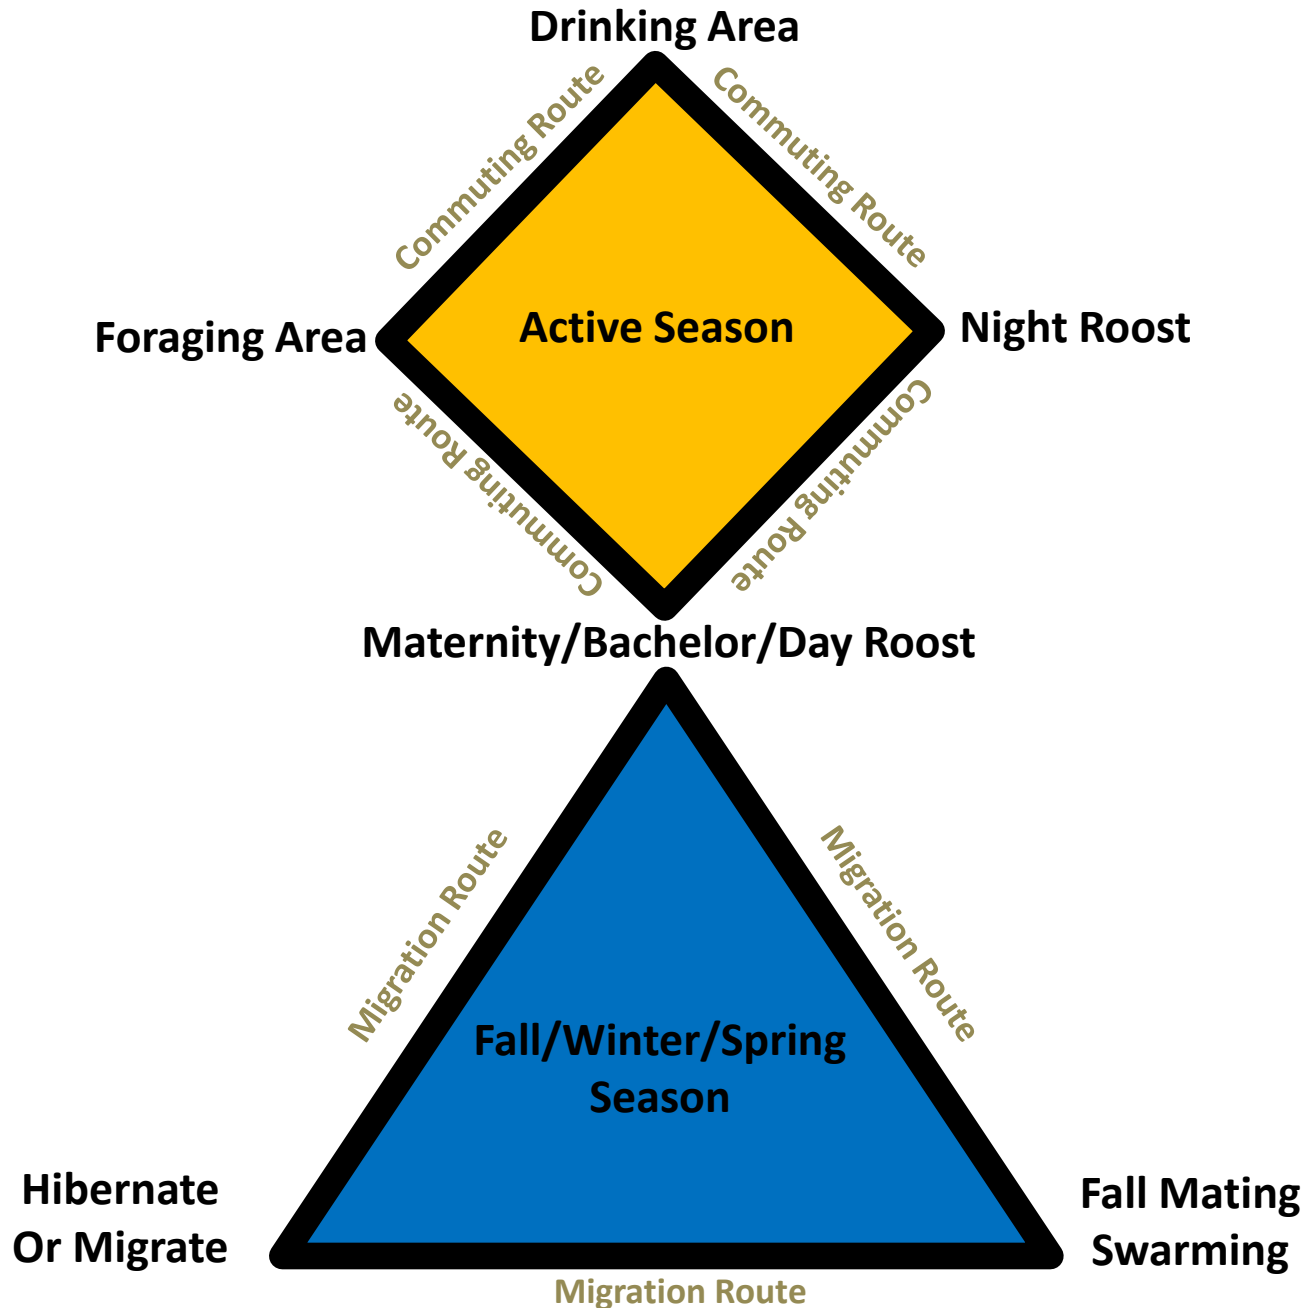 Drinking Area
Commuting Route
Commuting Route
Foraging Area
Active Season
Night Roost
Commuting Route
Commuting Route
Maternity/Bachelor/Day Roost
Migration Route
Migration Route
Fall/Winter/Spring
Season
Hibernate
Or Migrate
Fall Mating
Swarming
Migration Route